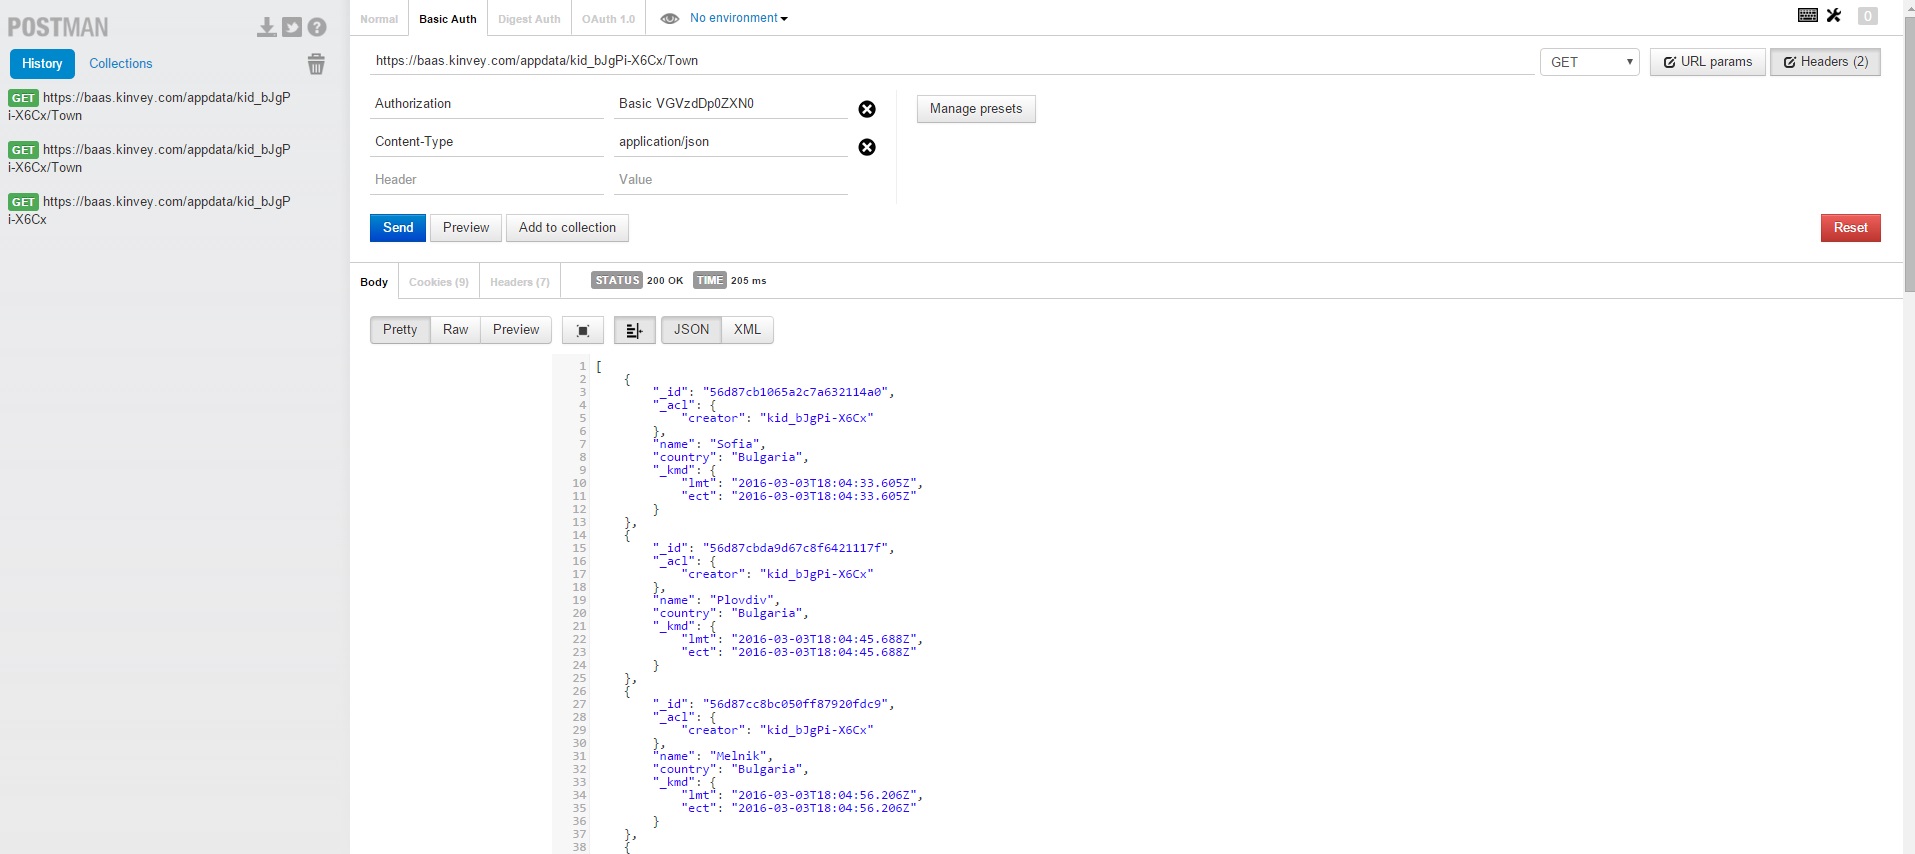 POSTMAN
History
Collections
GET https://baas.kinvey.com/appdata/kid_bJgP
i-X6Cx/Town
GET https://baas.kinvey.com/appdata/kid_bJgP
i-X6Cx/Town
GET https://baas.kinvey.com/appdata/kid_bJgP
i-X6Cx
Normal Basic Auth Digest Auth OAuth 1.0 No environment
0
https://baas.kinvey.com/appdata/kid_bJgPi-X6Cx/Town GET URL params Headers (2)
Authorization Basic VGVzdDp0ZXN0 Manage presets
Content-Type application/json
Header Value
Send Preview Add to collection Reset
Body Cookies (9) Headers (7) STATUS 200 OK TIME 205 ms
Pretty Raw Preview JSON XML
1 [
2 {
3 "_id": "56d87cb1065a2c7a632114a0",
4 "_acl": {
5 "creator": "kid_bJgPi-X6Cx"
6 },
7 "name": "Sofia",
8 "country": "Bulgaria",
9 "_kmd": {
10 "lmt": "2016-03-03T18:04:33.605Z",
11 "ect": "2016-03-03T18:04:33.605Z"
12 }
13 },
14 {
15 "_id": "56d87cbda9d67c8f6421117f",
16 "_acl": {
17 "creator": "kid_bJgPi-X6Cx"
18 },
19 "name": "Plovdiv",
20 "country": "Bulgaria",
21 "_kmd": {
22 "lmt": "2016-03-03T18:04:45.688Z",
23 "ect": "2016-03-03T18:04:45.688Z"
24 }
25 },
26 {
27 "_id": "56d87cc8bc050ff87920fdc9",
28 "_acl": {
29 "creator": "kid_bJgPi-X6Cx"
30 },
31 "name": "Melnik",
32 "country": "Bulgaria",
33 "_kmd": {
34 "lmt": "2016-03-03T18:04:56.206Z",
35 "ect": "2016-03-03T18:04:56.206Z"
36 }
37 },
38 {